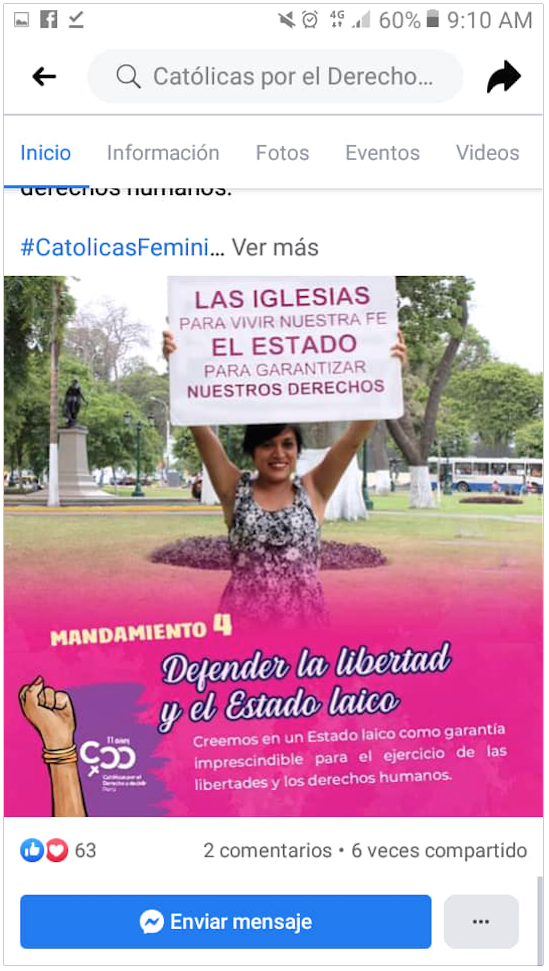 4G 60% 9:10 AM
Católicas por el Derecho...
Inicio Información Fotos Eventos Videos
derechos humanos.
#CatolicasFemini... Ver más
LAS IGLESIAS
PARA VIVIR NUESTRA FE
EL ESTADO
PARA GARANTIZAR
NUESTROS DERECHOS
MANDAMIENTO 4
Defender la libertad
y el Estado laico
Creemos en un Estado laico como garantía
imprescindible para el ejercicio de las
libertades y los derechos humanos.
11 años
CDD
Católicas por el
Derecho a decidir
Perú
63 2 comentarios • 6 veces compartido
Enviar mensaje